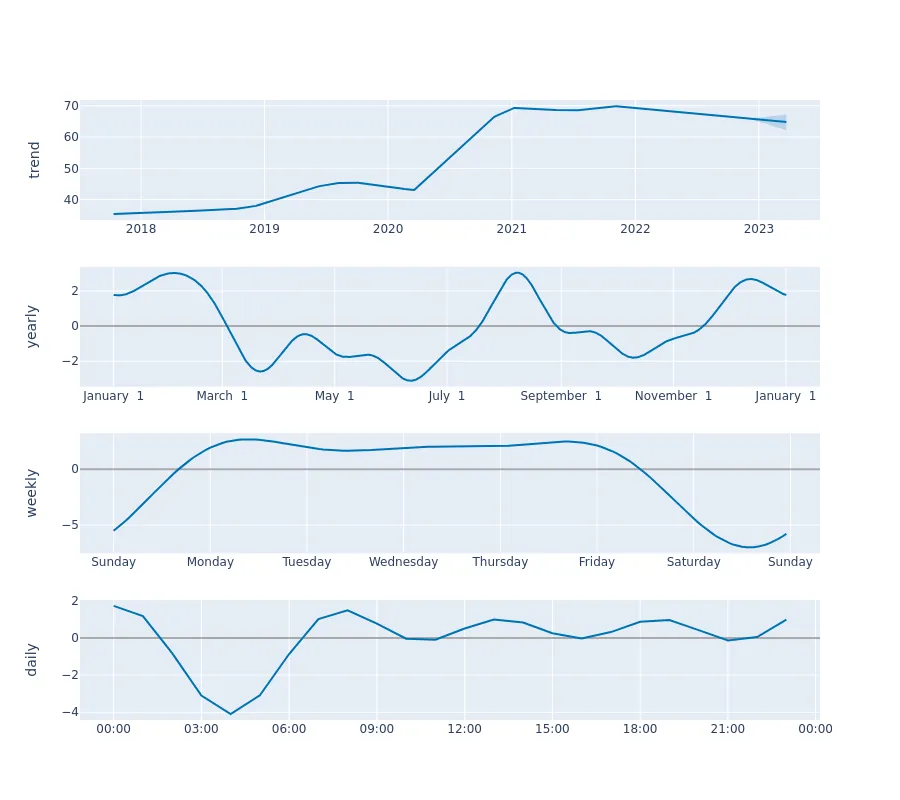 trend
70
60
50
40
2018 2019 2020 2021 2022 2023
yearly
2
0
−2
January 1 March 1 May 1 July 1 September 1 November 1 January 1
weekly
0
−5
Sunday Monday Tuesday Wednesday Thursday Friday Saturday Sunday
daily
2
0
−2
−4
00:00 03:00 06:00 09:00 12:00 15:00 18:00 21:00 00:00